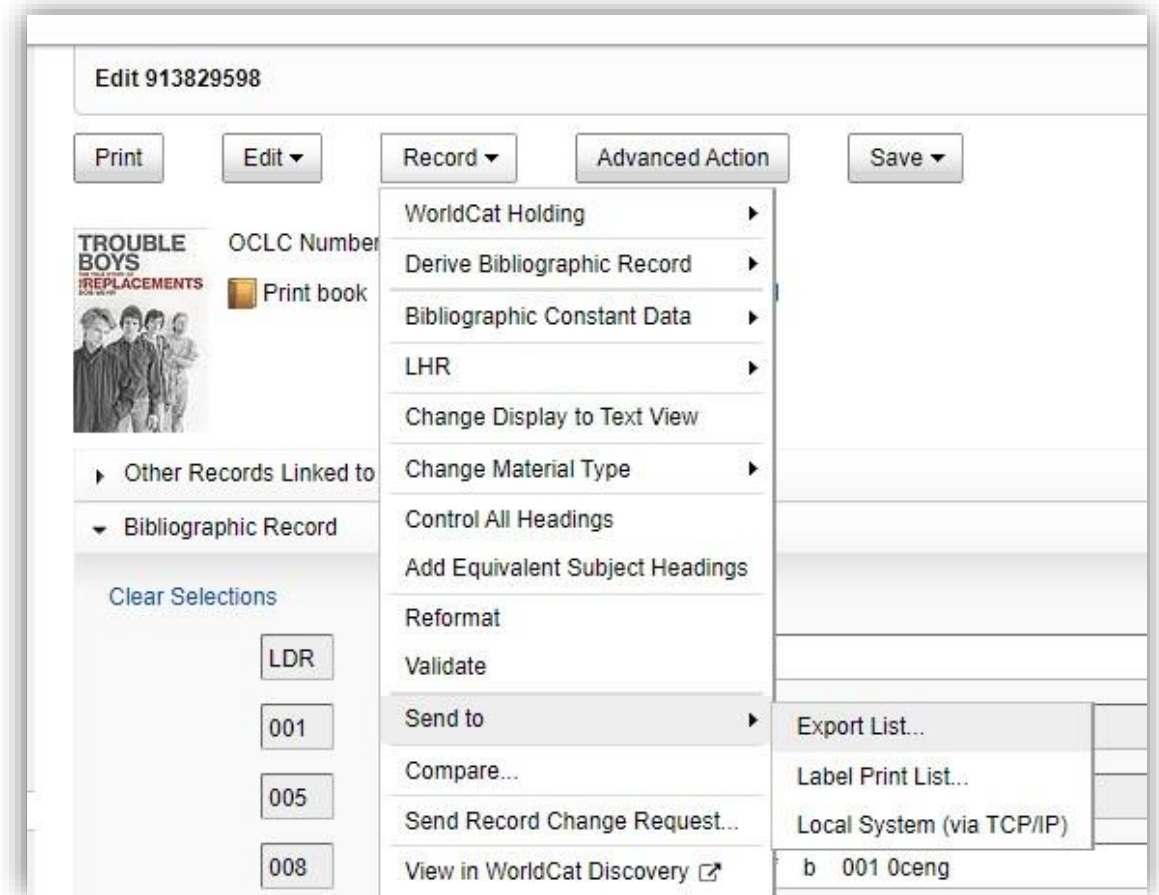 Edit 913829598
Print Edit Record Advanced Action Save
TROUBLE
BOYS
REPLACEMENTS
OCLC Number
Print book
WorldCat Holding
Derive Bibliographic Record
Bibliographic Constant Data
LHR
Change Display to Text View
Other Records Linked to
Change Material Type
Bibliographic Record
Control All Headings
Add Equivalent Subject Headings
Clear Selections
Reformat
LDR
Validate
001
Send to
Export List...
Compare...
Label Print List...
005
Send Record Change Request...
Local System (via TCP/IP)
008
View in WorldCat Discovery
b 001 0ceng